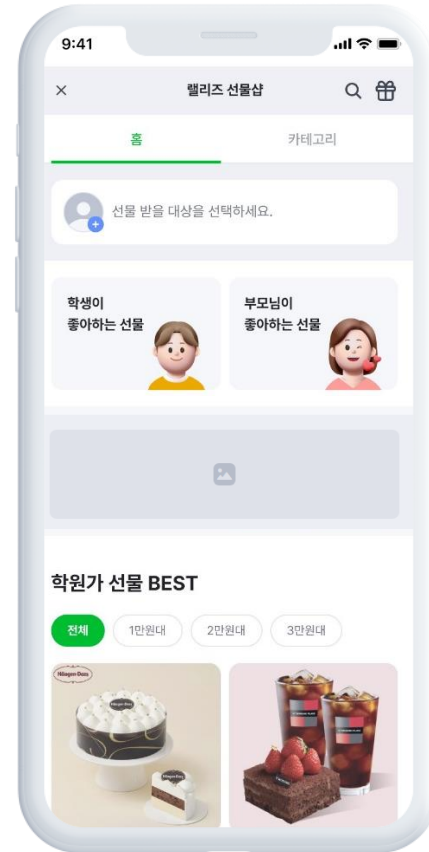 9:41
랠리즈 선물샵
홈
카테고리
선물 받을 대상을 선택하세요.
학생이
좋아하는 선물
부모님이
좋아하는 선물
학원가 선물 BEST
전체
1만원대
2만원대
3만원대
Häagen-Dazs